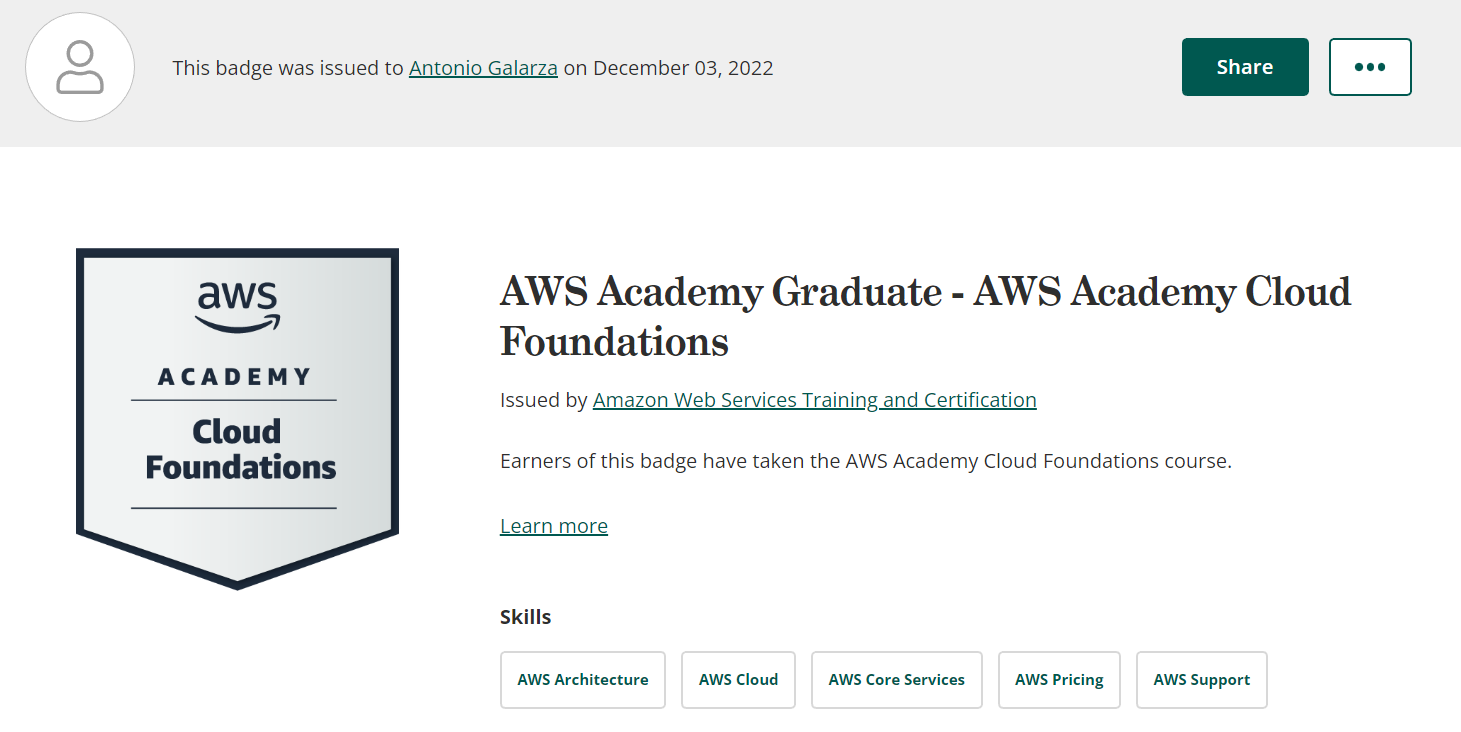 This badge was issued to Antonio Galarza on December 03, 2022
Share
aws
ACADEMY
Cloud
Foundations
AWS Academy Graduate - AWS Academy Cloud
Foundations
Issued by Amazon Web Services Training and Certification
Earners of this badge have taken the AWS Academy Cloud Foundations course.
Learn more
Skills
AWS Architecture
AWS Cloud
AWS Core Services
AWS Pricing
AWS Support